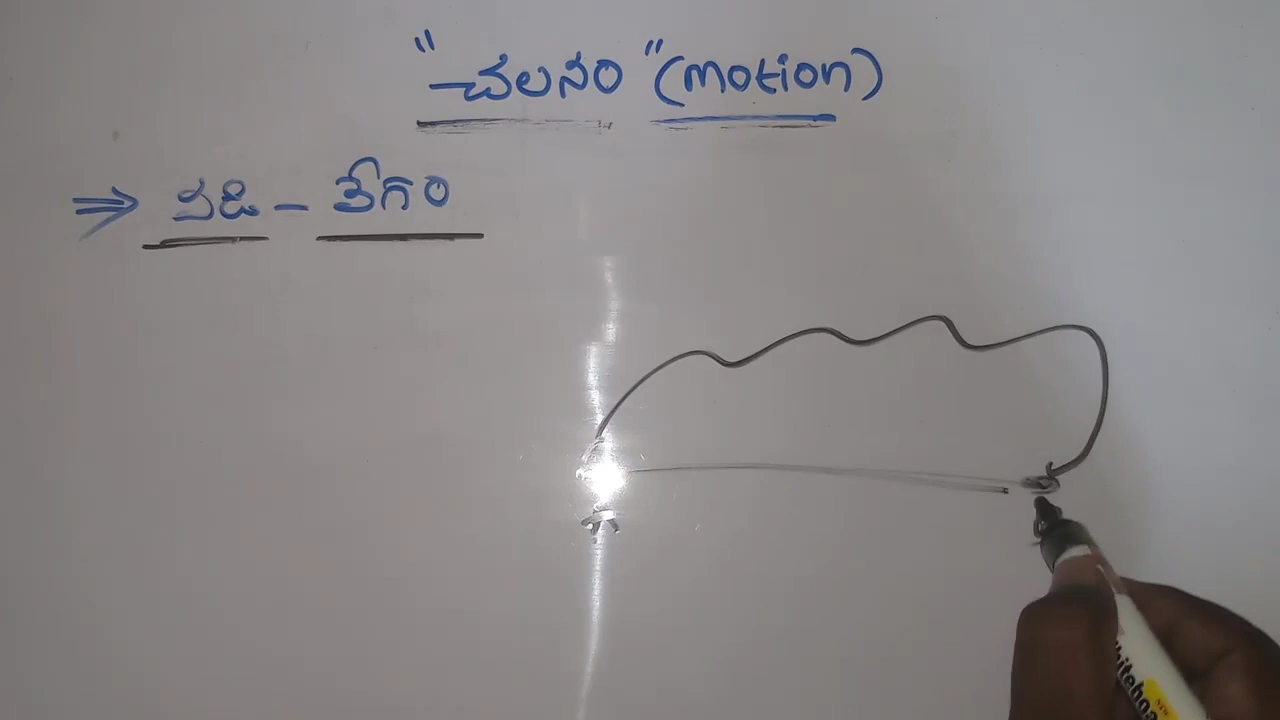 "చలనం" (motion)
⇒ వడి - వేగం